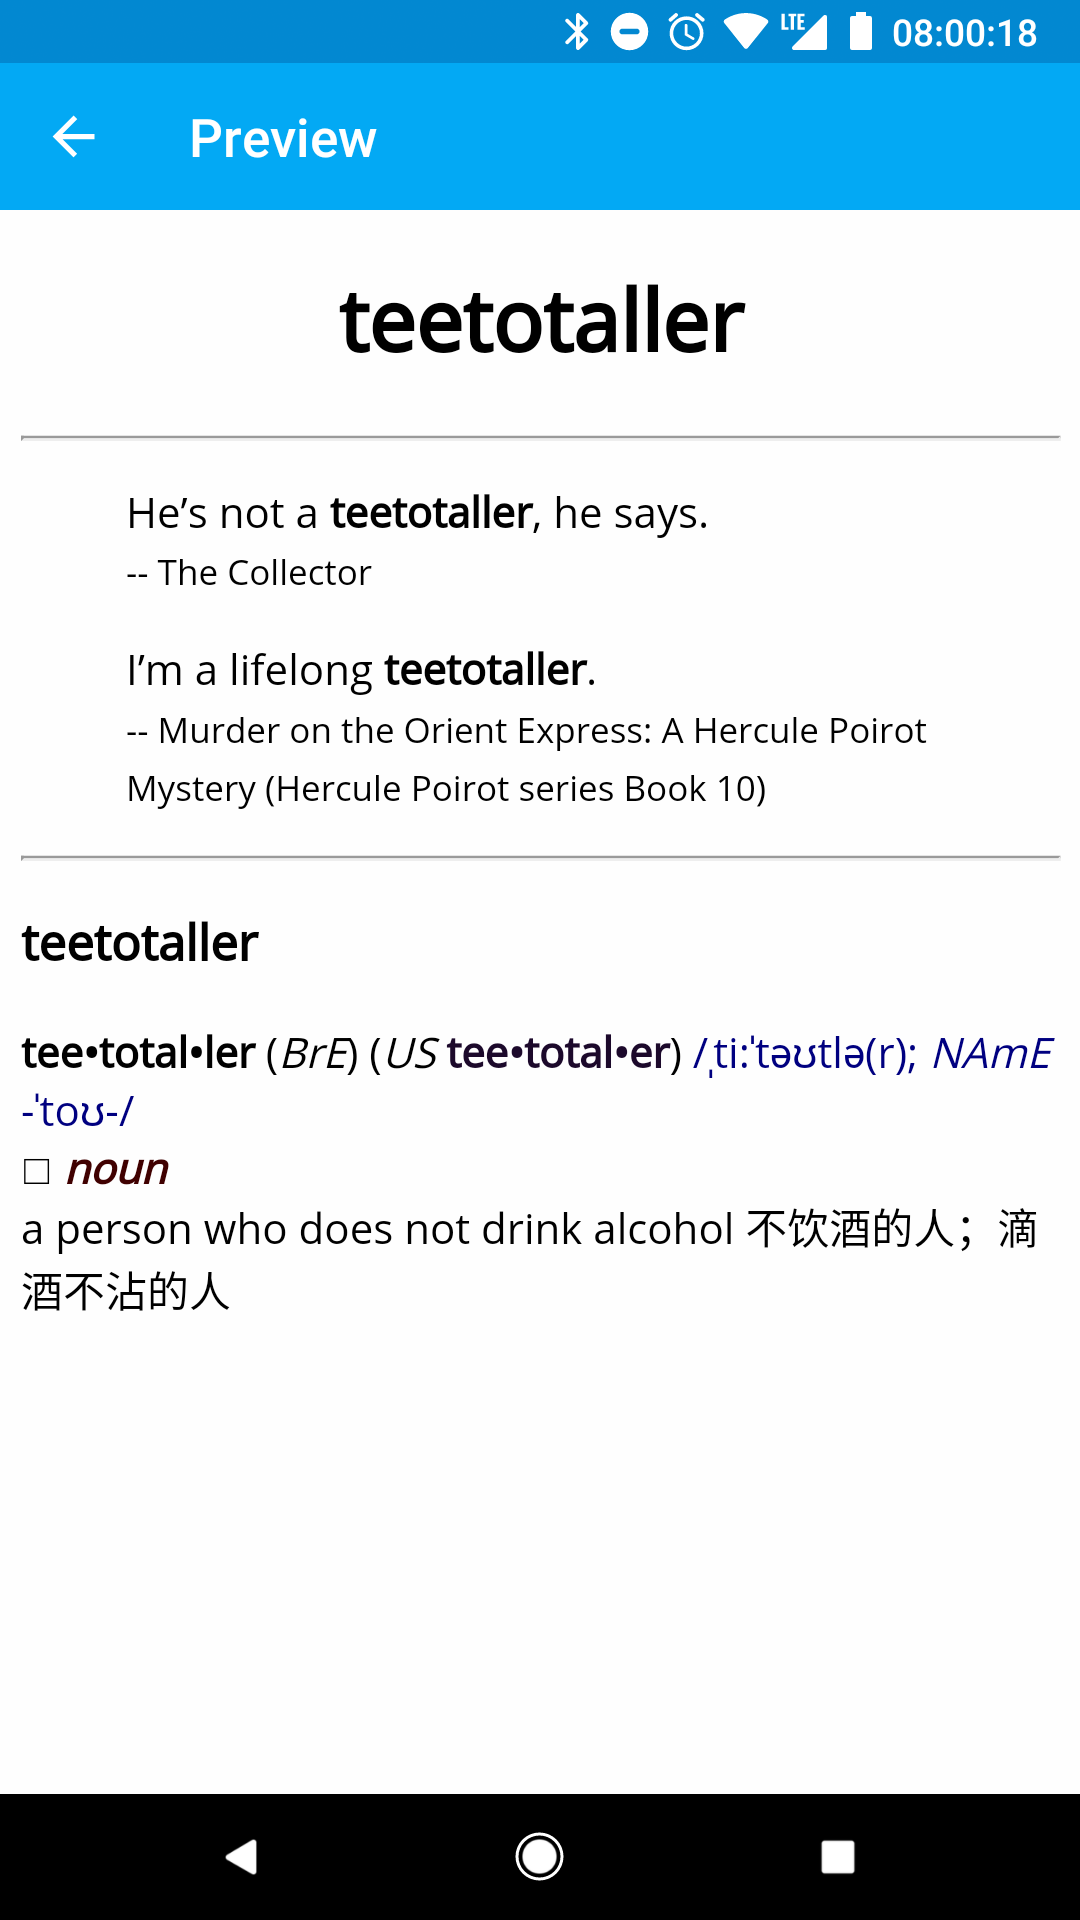 LTE 08:00:18
Preview
teetotaller
He’s not a teetotaller, he says.
-- The Collector
I’m a lifelong teetotaller.
-- Murder on the Orient Express: A Hercule Poirot
Mystery (Hercule Poirot series Book 10)
teetotaller
tee•total•ler (BrE) (US tee•total•er) /ˌtiːˈtəʊtlə(r); NAmE
-ˈtoʊ-/
□ noun
a person who does not drink alcohol 不饮酒的人；滴
酒不沾的人